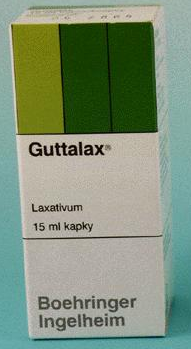 Guttalax®
Laxativum
15 ml kapky
Boehringer
Ingelheim